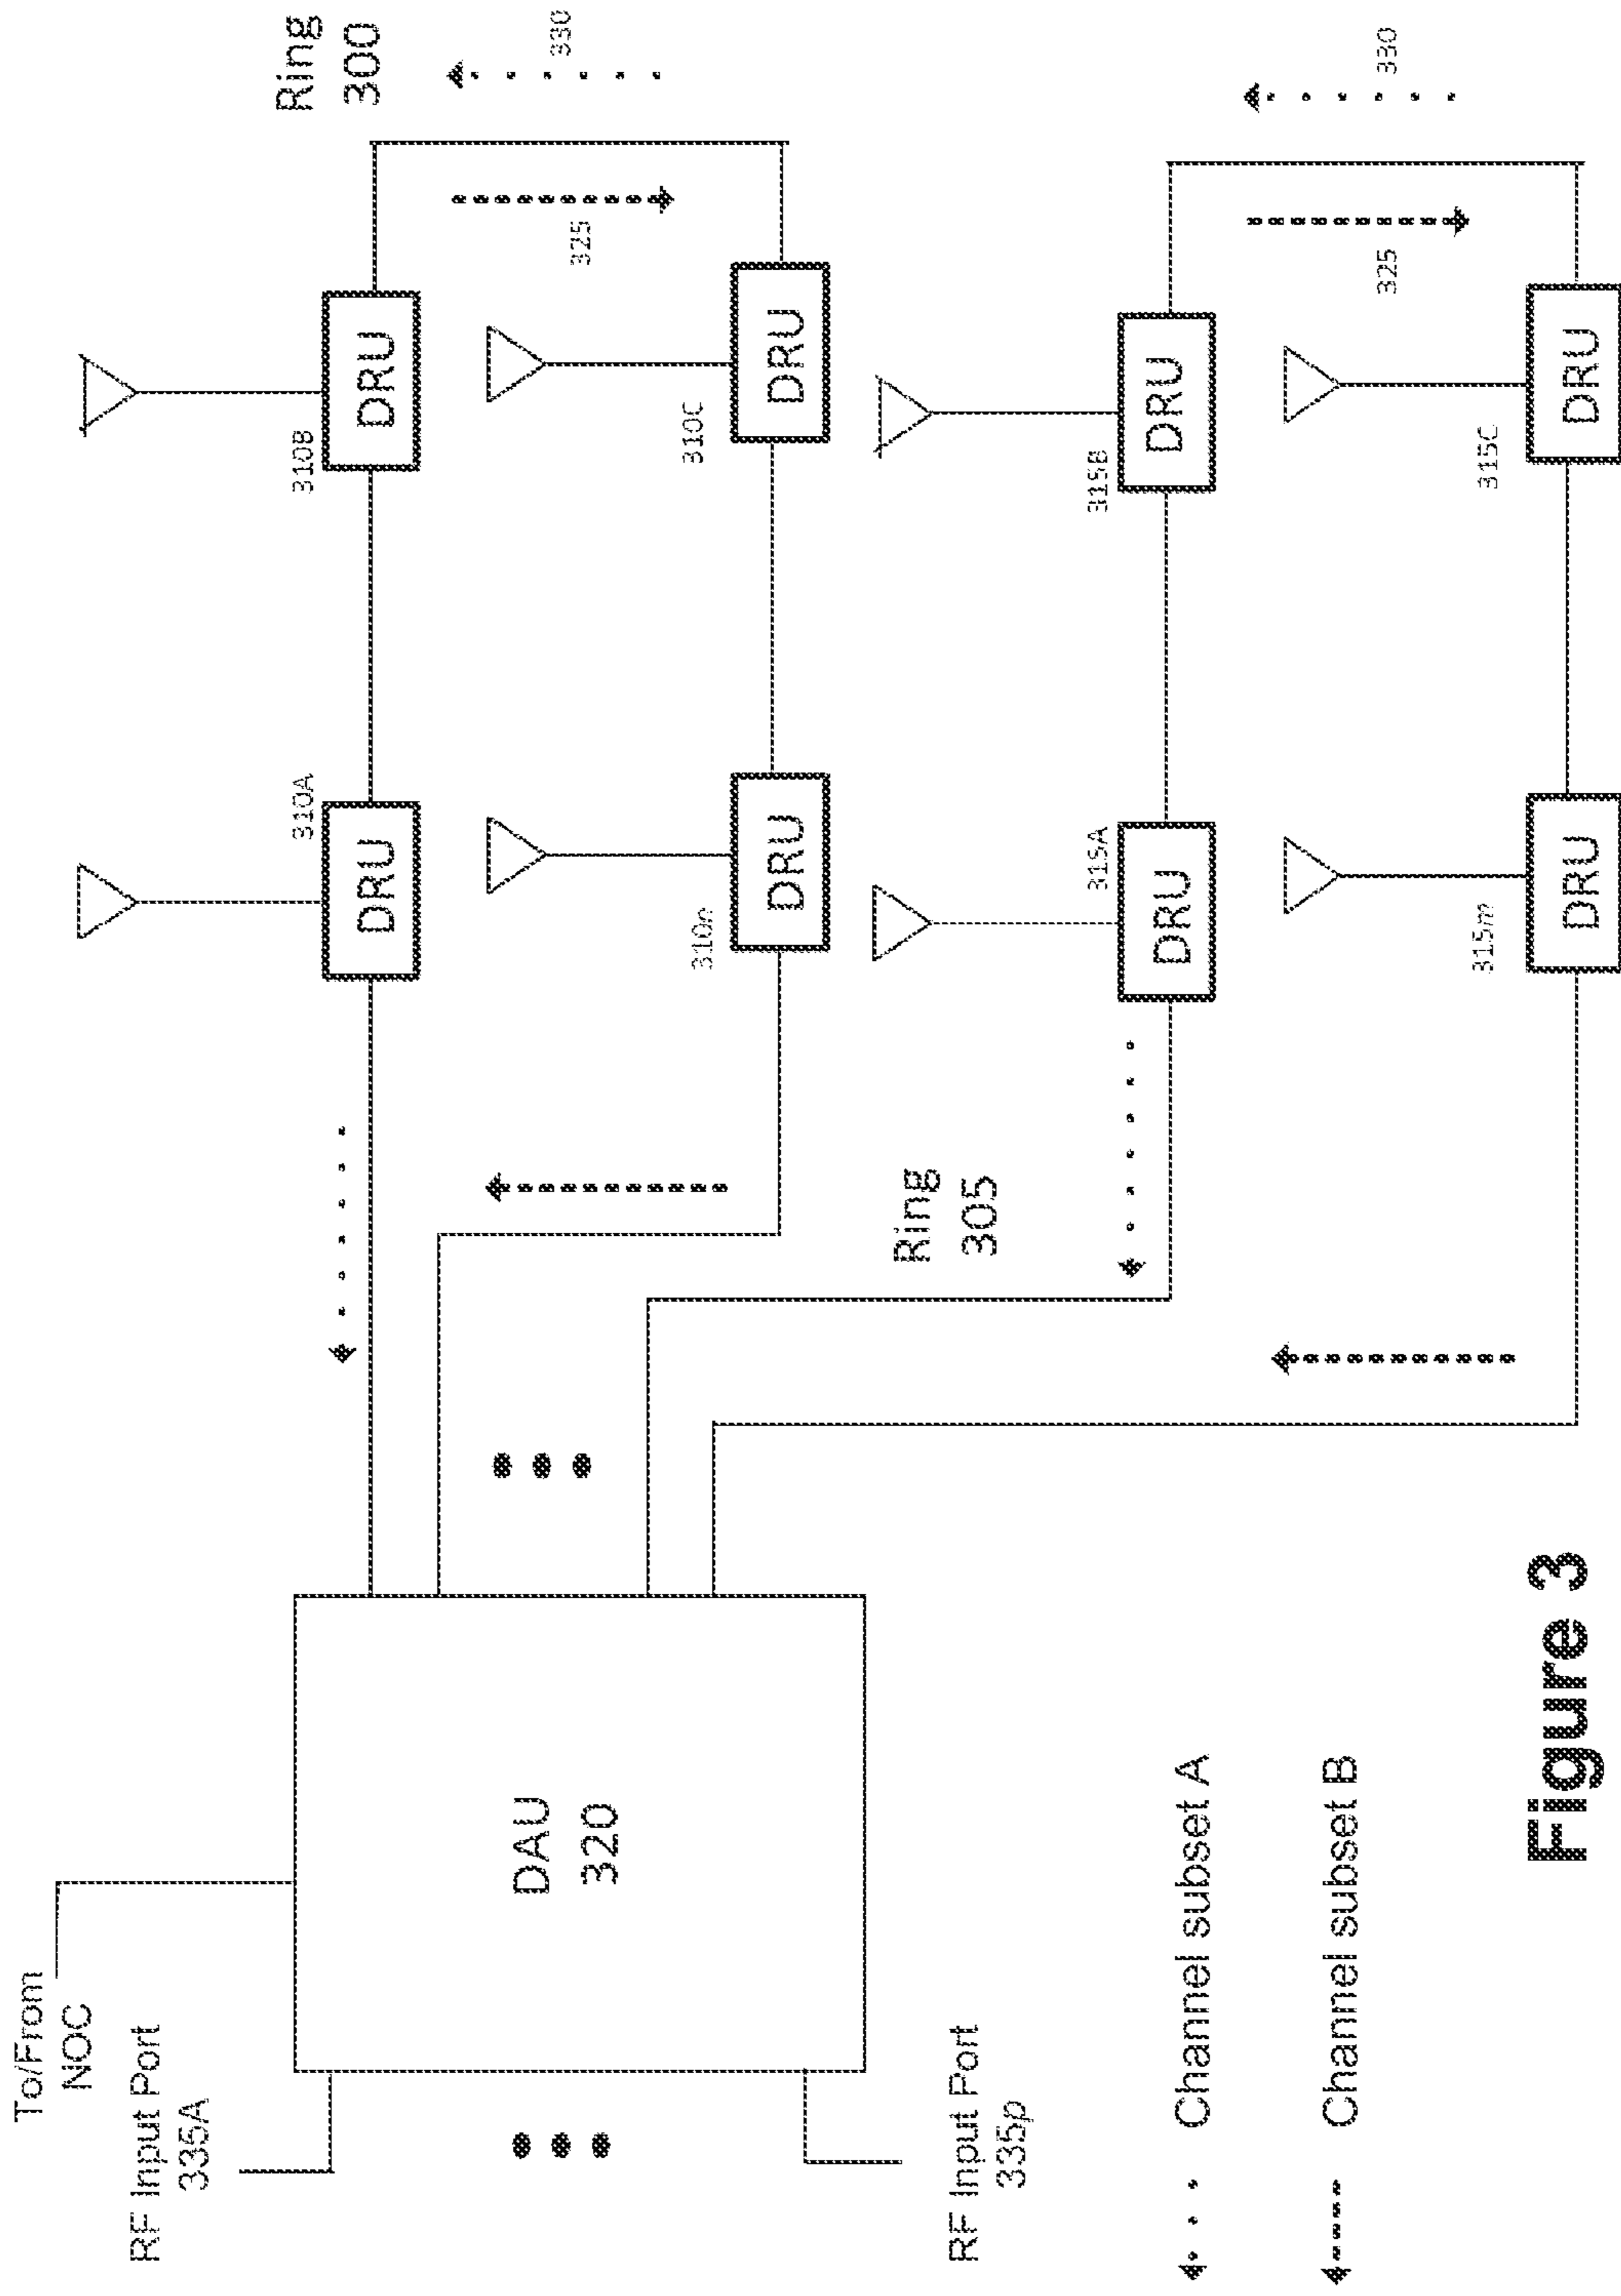 To/From
NOC
RF Input Port
335A
DAU
320
RF Input Port
335p
Ring
300
310A
DRU
310B
DRU
325
330
310n
DRU
310C
DRU
Ring
305
315A
DRU
315B
DRU
325
330
315m
DRU
315C
DRU
Channel subset A
Channel subset B
Figure 3